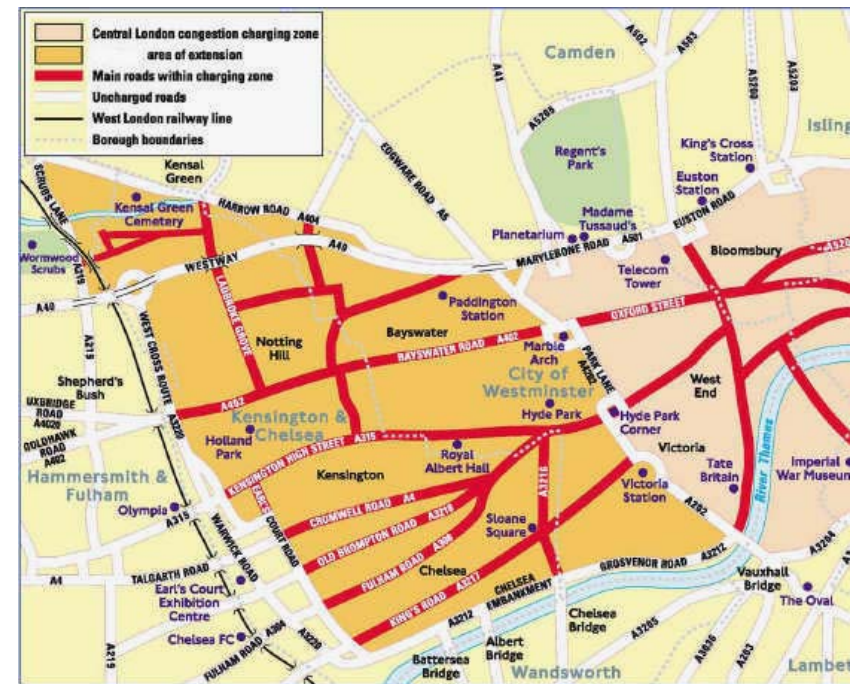 Central London congestion charging zone
area of extension
Main roads within charging zone
Uncharged roads
West London railway line
Borough boundaries
Camden
A502
A503
A5200
A5203
A41
A5205
Isling
Regent's
Park
King's Cross
Station
Euston
Station
EUSTON ROAD
Kensal
Green
SCRUBS LANE
Kensal Green
Cemetery
HARROW ROAD
A404
EDGWARE ROAD A5
Madame
Tussaud's
Planetarium
MARYLEBONE ROAD
A501
Bloomsbury
Wormwood
Scrubs
A219
WESTWAY
A40
Telecom
Tower
A40
Paddington
Station
OXFORD STREET
LADBROKE GROVE
WEST CROSS ROUTE
A3220
Notting
Hill
Bayswater
BAYSWATER ROAD
A402
Marble
Arch
PARK LANE
A4202
A219
Shepherd's
Bush
City of
Westminster
West
End
UXBRIDGE
ROAD
A4020
GOLDHAWK
ROAD
A402
A402
Kensington &
Chelsea
Hyde Park
Hyde Park
Corner
Holland
Park
KENSINGTON HIGH STREET
A315
Royal
Albert Hall
Victoria
River Thames
Hammersmith &
Fulham
Kensington
A3216
Victoria
Station
Tate
Britain
Imperial
War Museum
Olympia
A315
EARL'S COURT ROAD
CROMWELL ROAD A4
OLD BROMPTON ROAD A3218
Sloane
Square
A202
WARWICK ROAD
FULHAM ROAD A308
Chelsea
GROSVENOR ROAD A3212
A3204
A4
TALGARTH ROAD
Earl's Court
Exhibition
Centre
KING'S ROAD A3217
CHELSEA
EMBANKMENT
A3212
Vauxhall
Bridge
The Oval
Chelsea FC
FULHAM ROAD A304
A3220
A219
Chelsea
Bridge
Albert
Bridge
Battersea
Bridge
A3205
A3036
A203
Wandsworth
Lambet